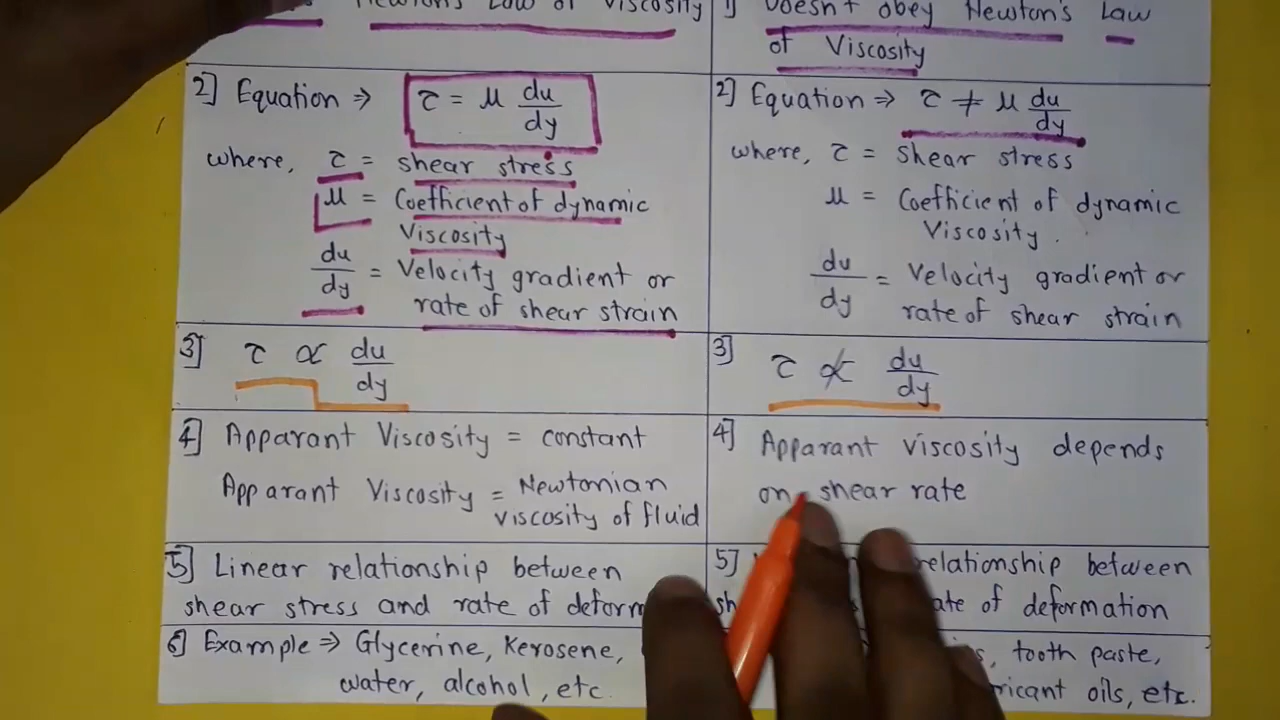 Newton's Law of Viscosity
2] Equation ⇒ τ = μ du/dy
where, τ = shear stress
μ = Coefficient of dynamic
Viscosity
du/dy = Velocity gradient or
rate of shear strain
3] τ ∝ du/dy
4] Apparant Viscosity = constant
Apparant Viscosity = Newtonian
viscosity of fluid
5] Linear relationship between
shear stress and rate of deform
6] Example ⇒ Glycerine, Kerosene,
water, alcohol, etc.
1] Doesn't obey Newton's Law
of Viscosity
2] Equation ⇒ τ ≠ μ du/dy
where, τ = shear stress
μ = Coefficient of dynamic
Viscosity.
du/dy = Velocity gradient or
rate of shear strain
3] τ ∝̸ du/dy
4] Apparant viscosity depends
on shear rate
5] relationship between
sh ate of deformation
tooth paste,
ricant oils, etc.